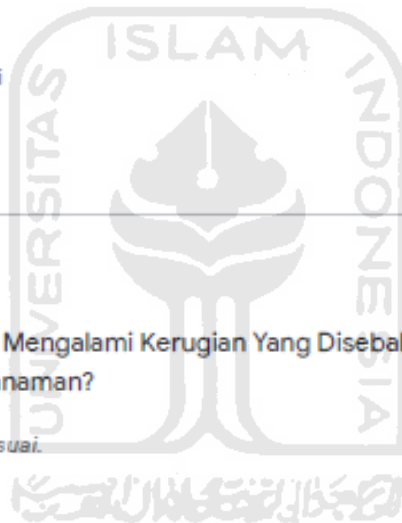 ISLAM
UNIVERSITAS
INDONESIA
i
Mengalami Kerugian Yang Disebab
naman?
suai.